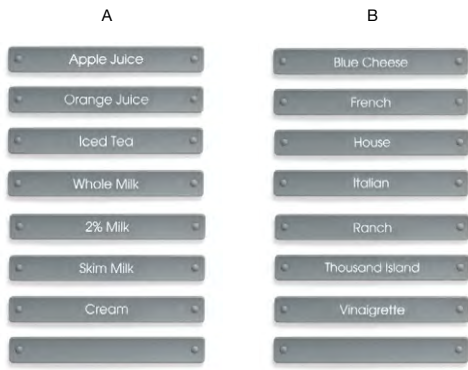 A
Apple Juice
Orange Juice
Iced Tea
Whole Milk
2% Milk
Skim Milk
Cream
B
Blue Cheese
French
House
Italian
Ranch
Thousand Island
Vinaigrette